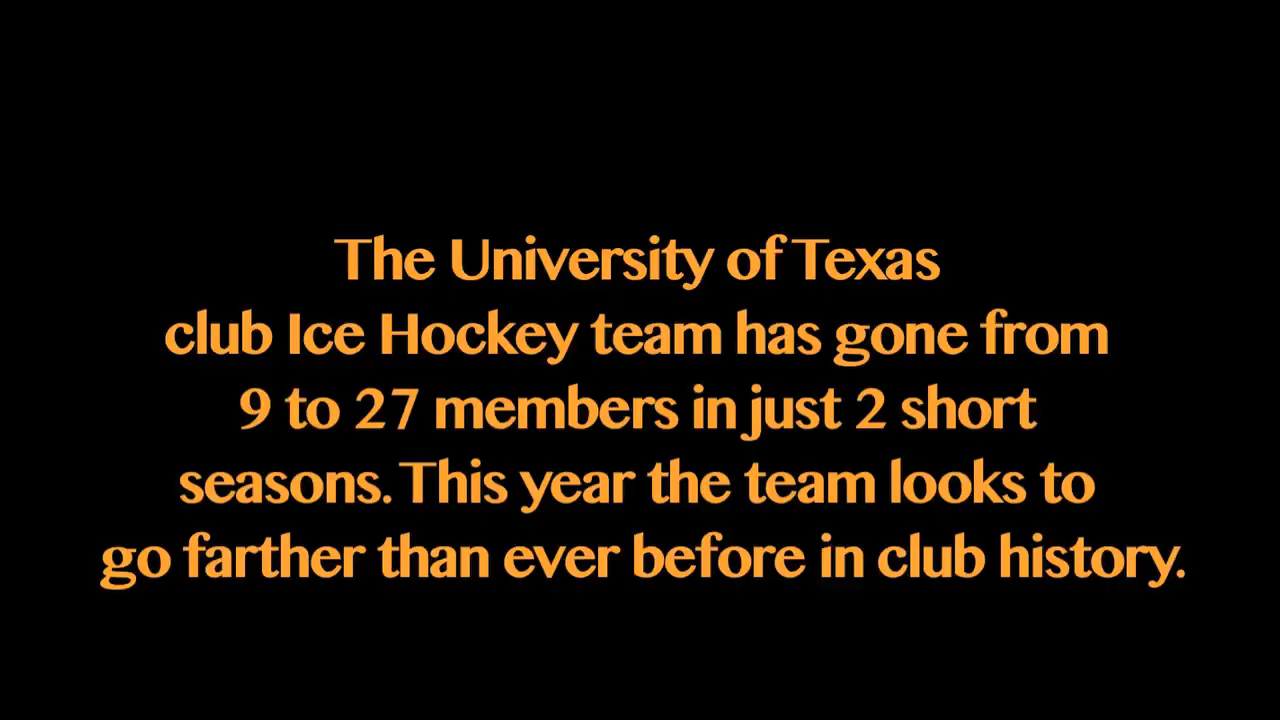 The University of Texas
club Ice Hockey team has gone from
9 to 27 members in just 2 short
seasons. This year the team looks to
go farther than ever before in club history.